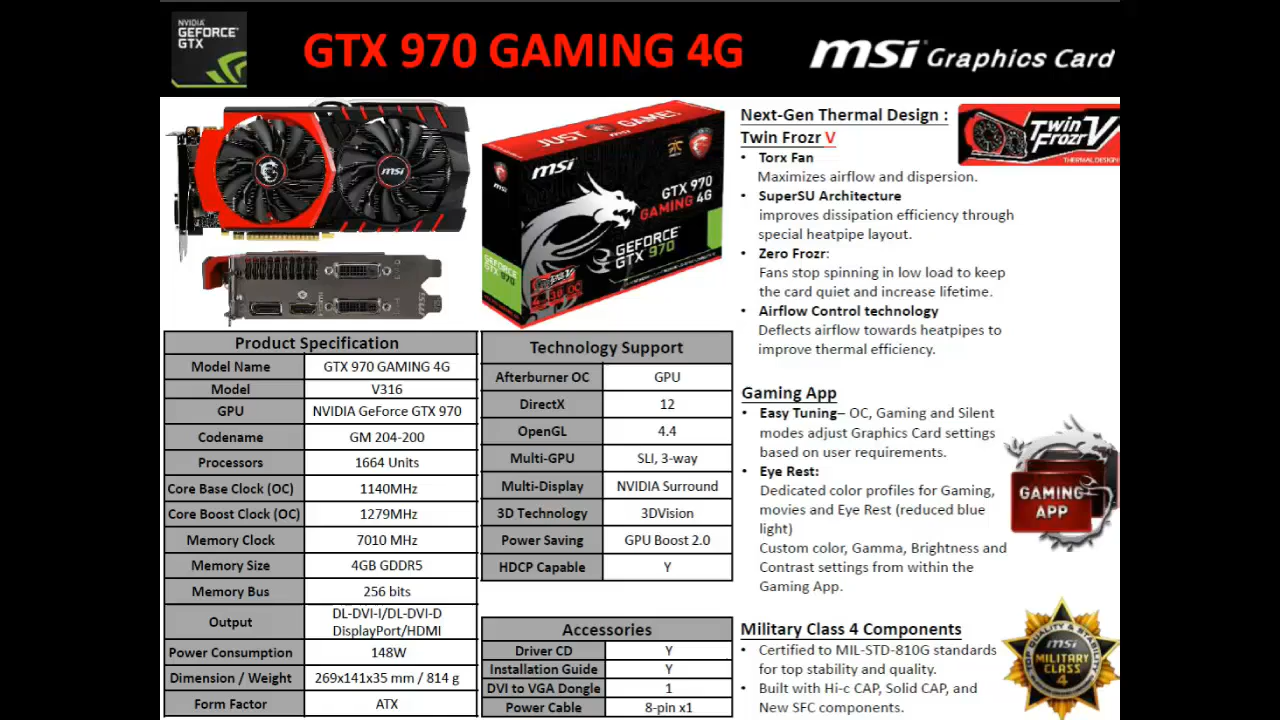 NVIDIA
GEFORCE
GTX
GTX 970 GAMING 4G
msi Graphics Card
JUST GAME!
msi
msi
msi
GTX 970
GAMING 4G
GEFORCE
GTX 970
GEFORCE
GTX 970
msi
Next-Gen Thermal Design :
Twin Frozr V
Twin
Frozr V
THERMAL DESIGN
• Torx Fan
Maximizes airflow and dispersion.
• SuperSU Architecture
improves dissipation efficiency through
special heatpipe layout.
• Zero Frozr:
Fans stop spinning in low load to keep
the card quiet and increase lifetime.
• Airflow Control technology
Deflects airflow towards heatpipes to
improve thermal efficiency.
Product Specification
Model Name GTX 970 GAMING 4G
Model V316
GPU NVIDIA GeForce GTX 970
Codename GM 204-200
Processors 1664 Units
Core Base Clock (OC) 1140MHz
Core Boost Clock (OC) 1279MHz
Memory Clock 7010 MHz
Memory Size 4GB GDDR5
Memory Bus 256 bits
Output DL-DVI-I/DL-DVI-D
DisplayPort/HDMI
Power Consumption 148W
Dimension / Weight 269x141x35 mm / 814 g
Form Factor ATX
Technology Support
Afterburner OC GPU
DirectX 12
OpenGL 4.4
Multi-GPU SLI, 3-way
Multi-Display NVIDIA Surround
3D Technology 3DVision
Power Saving GPU Boost 2.0
HDCP Capable Y
Accessories
Driver CD Y
Installation Guide Y
DVI to VGA Dongle 1
Power Cable 8-pin x1
Gaming App
• Easy Tuning– OC, Gaming and Silent
modes adjust Graphics Card settings
based on user requirements.
• Eye Rest:
Dedicated color profiles for Gaming,
movies and Eye Rest (reduced blue
light)
Custom color, Gamma, Brightness and
Contrast settings from within the
Gaming App.
GAMING
APP
Military Class 4 Components
• Certified to MIL-STD-810G standards
for top stability and quality.
• Built with Hi-c CAP, Solid CAP, and
New SFC components.
TOP QUALITY & STABILITY
msi
MILITARY
CLASS
4